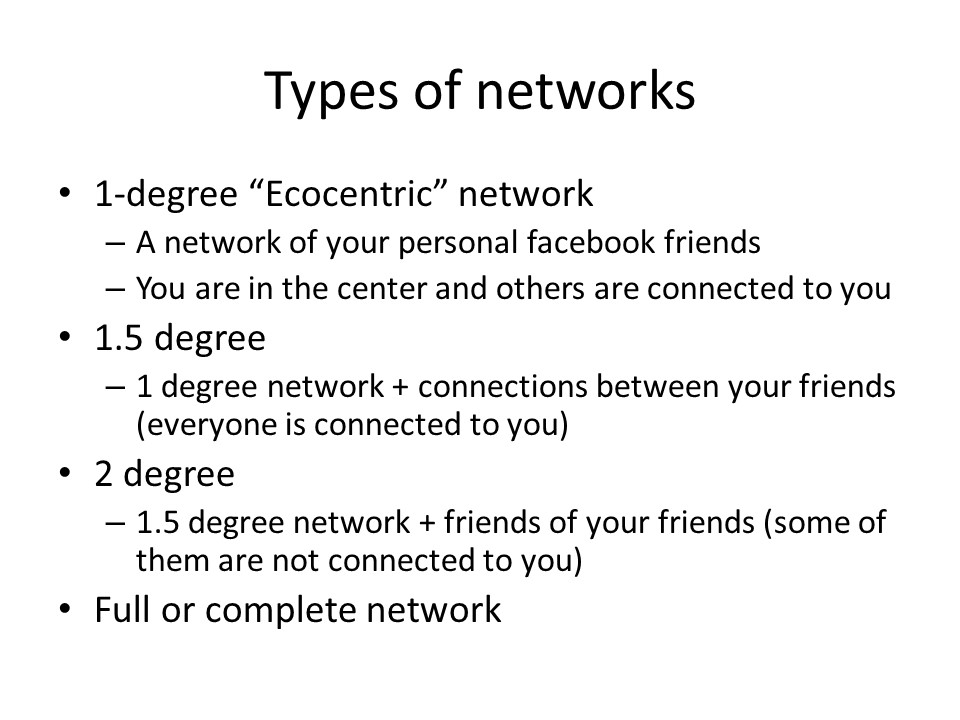 Types of networks
• 1-degree “Ecocentric” network
– A network of your personal facebook friends
– You are in the center and others are connected to you
• 1.5 degree
– 1 degree network + connections between your friends
(everyone is connected to you)
• 2 degree
– 1.5 degree network + friends of your friends (some of
them are not connected to you)
• Full or complete network